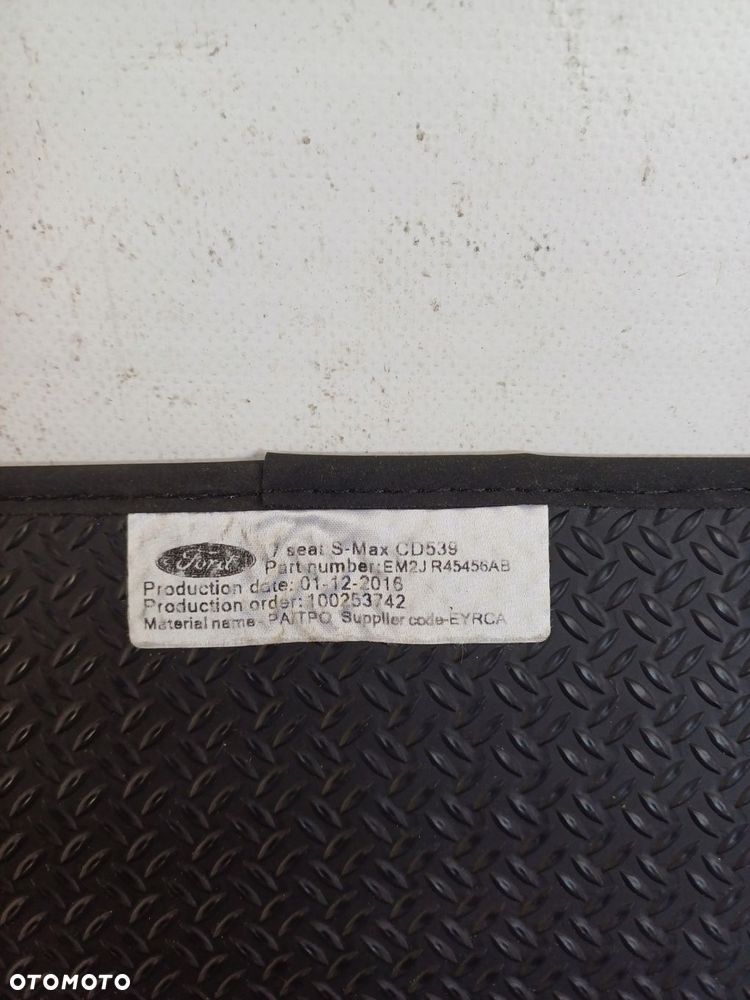 Ford
7 seat S-Max CD539
Part number:EM2J R45456AB
Production date: 01-12-2016
Production order:100253742
Material name- PA/TPO Supplier code-EYRCA
OTOMOTO